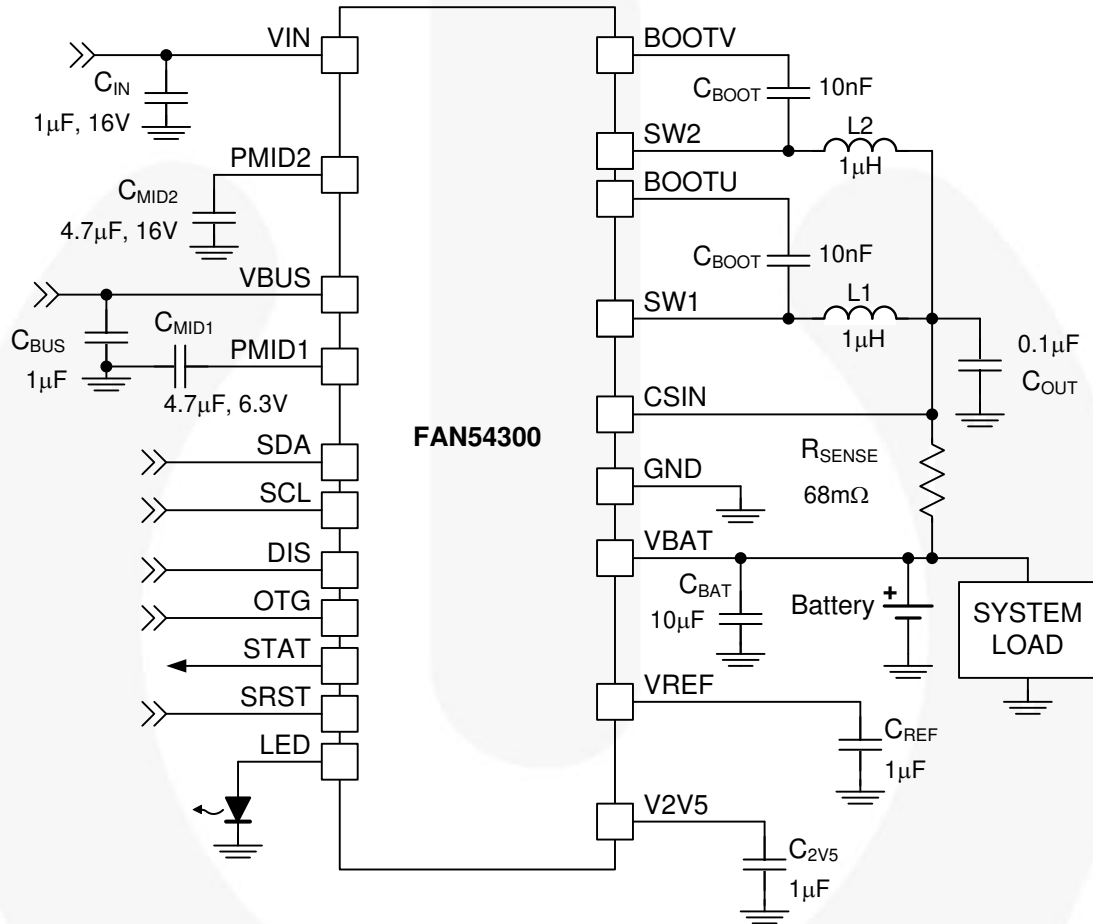 VIN
C_IN
1µF, 16V
PMID2
C_MID2
4.7µF, 16V
VBUS
C_BUS
1µF
C_MID1
PMID1
4.7µF, 6.3V
SDA
SCL
DIS
OTG
STAT
SRST
LED
FAN54300
BOOTV
C_BOOT
10nF
SW2
L2
1µH
BOOTU
C_BOOT
10nF
SW1
L1
1µH
0.1µF
C_OUT
CSIN
R_SENSE
68mΩ
GND
VBAT
C_BAT
10µF
Battery
+
SYSTEM
LOAD
VREF
C_REF
1µF
V2V5
C_2V5
1µF